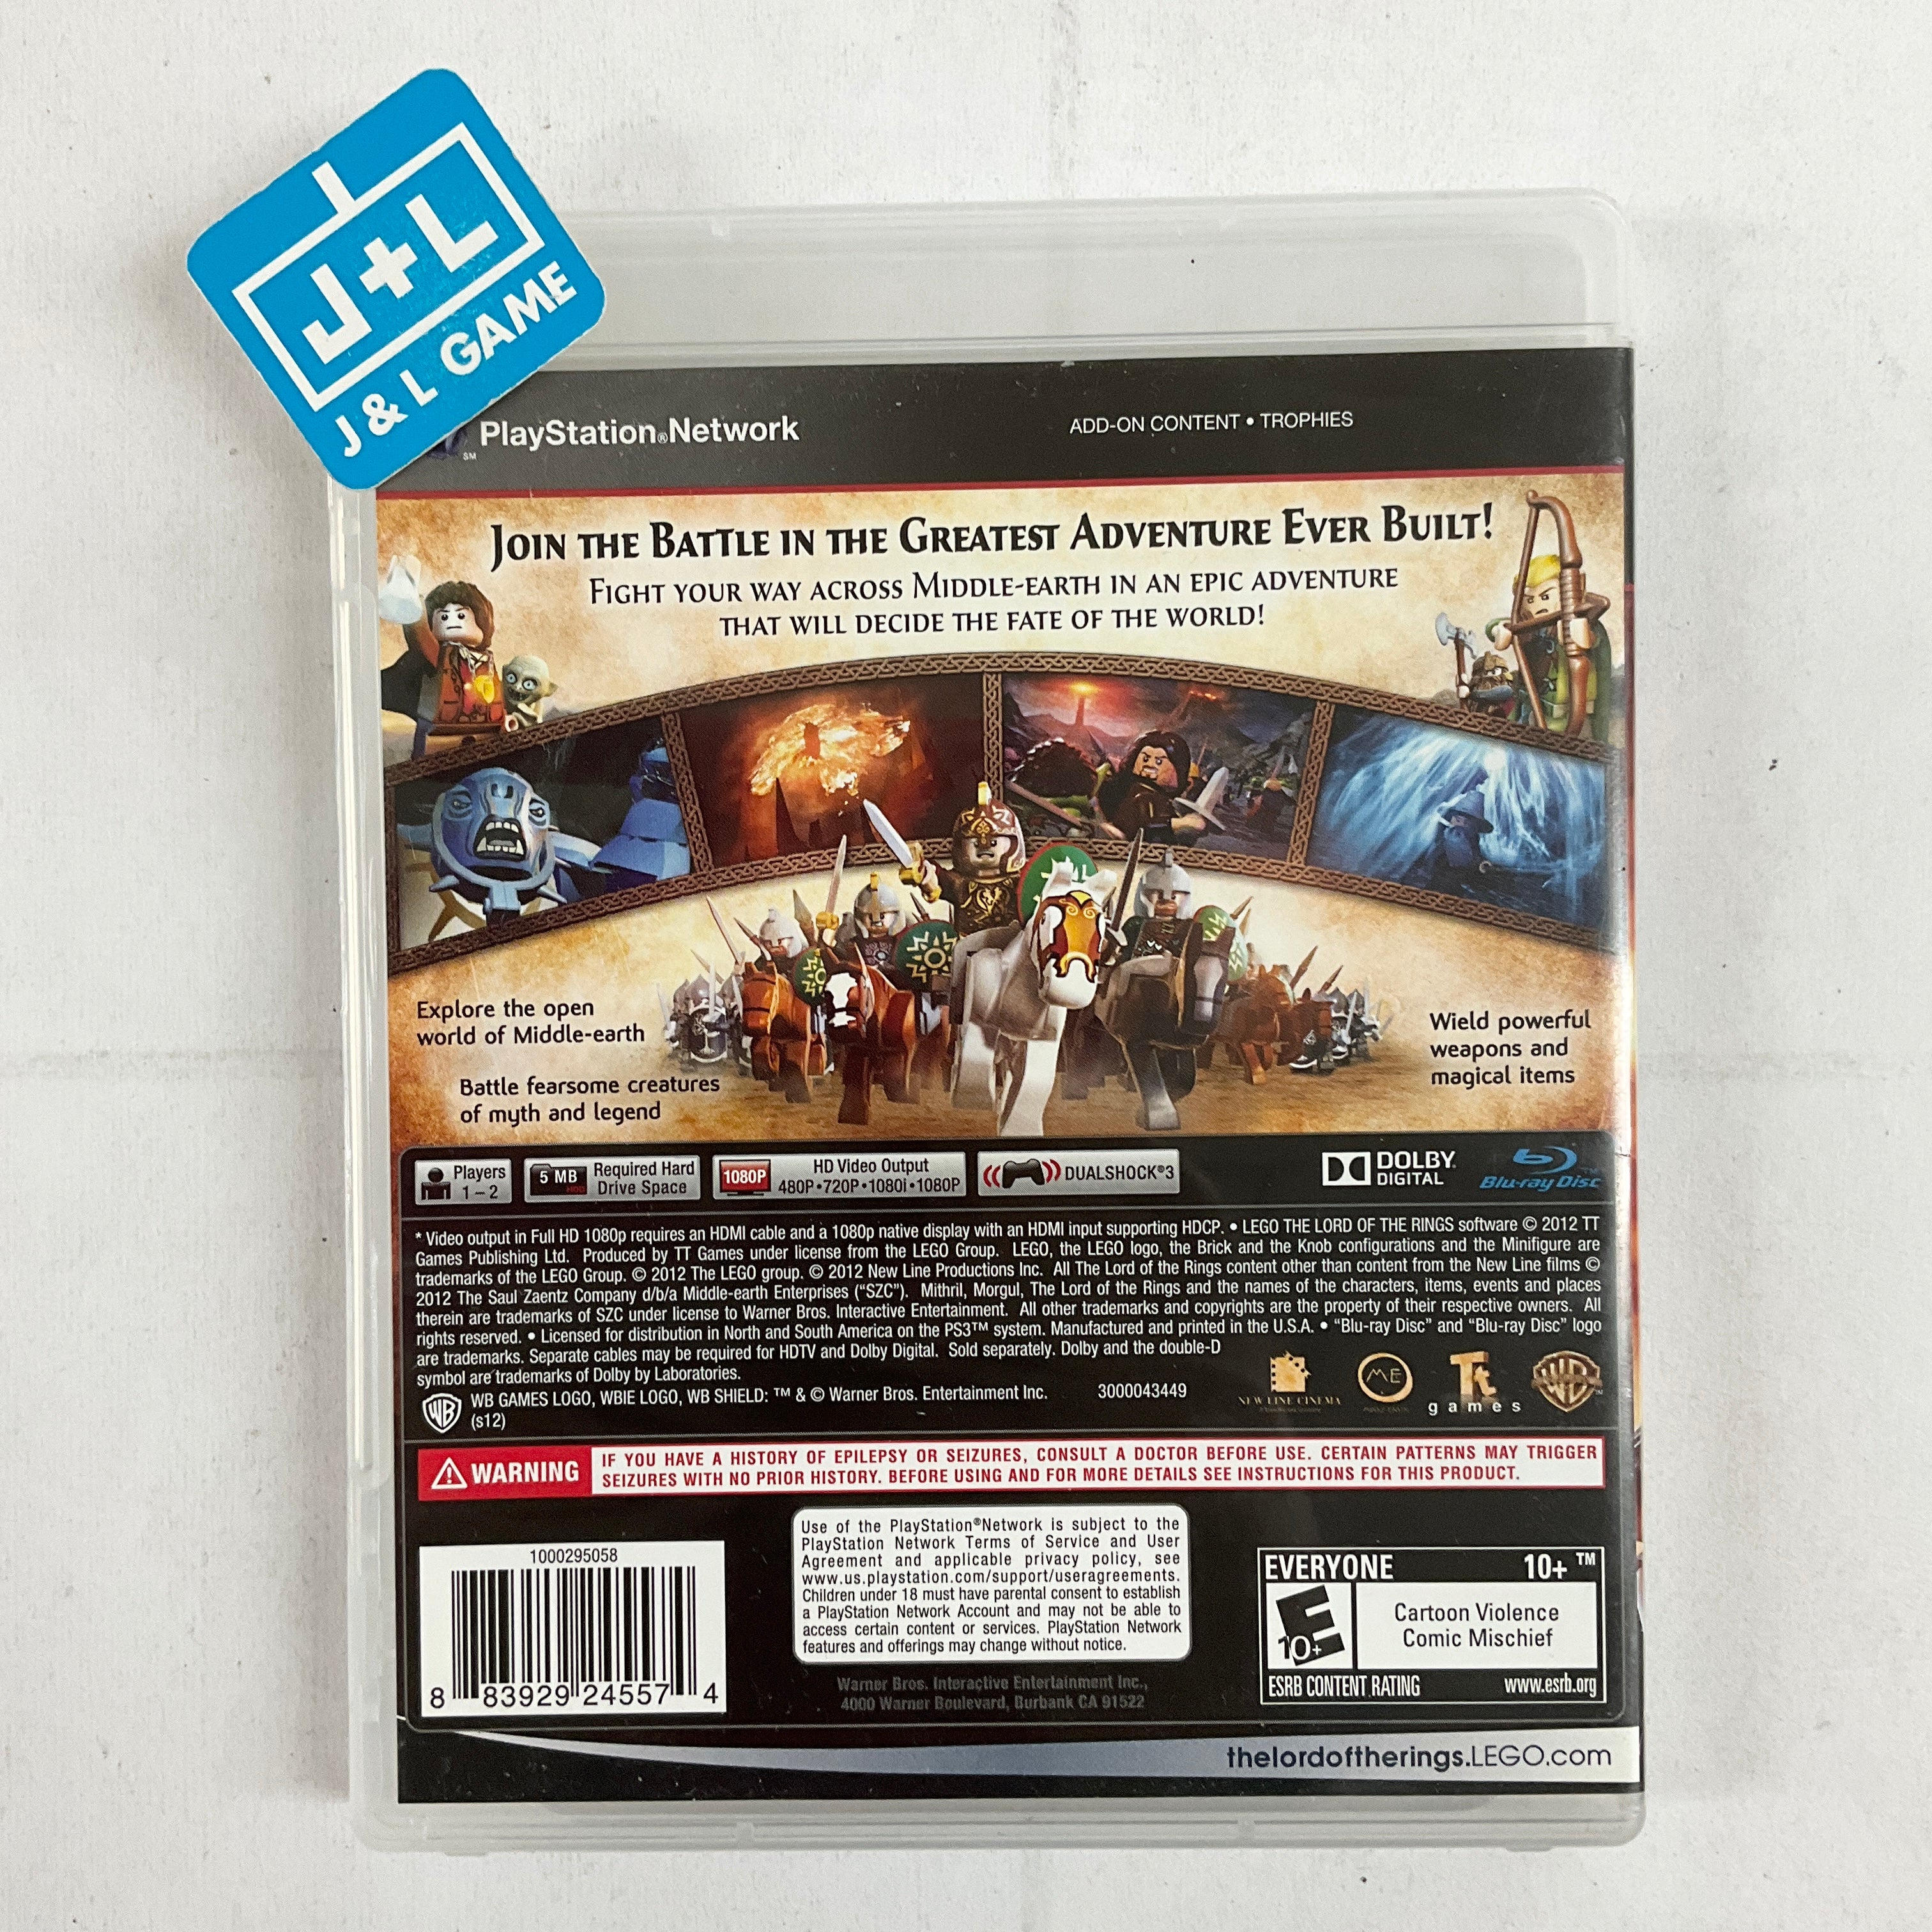 J+L
J & L GAME
PlayStation®Network
SM
ADD-ON CONTENT • TROPHIES
JOIN THE BATTLE IN THE GREATEST ADVENTURE EVER BUILT!
FIGHT YOUR WAY ACROSS MIDDLE-EARTH IN AN EPIC ADVENTURE
THAT WILL DECIDE THE FATE OF THE WORLD!
Explore the open
world of Middle-earth
Battle fearsome creatures
of myth and legend
Wield powerful
weapons and
magical items
Players
1 – 2
5 MB
HDD
Required Hard
Drive Space
1080P
HD Video Output
480P•720P•1080i•1080P
DUALSHOCK®3
DOLBY
DIGITAL
Blu-ray Disc™
* Video output in Full HD 1080p requires an HDMI cable and a 1080p native display with an HDMI input supporting HDCP. • LEGO THE LORD OF THE RINGS software © 2012 TT
Games Publishing Ltd. Produced by TT Games under license from the LEGO Group. LEGO, the LEGO logo, the Brick and the Knob configurations and the Minifigure are
trademarks of the LEGO Group. © 2012 The LEGO group. © 2012 New Line Productions Inc. All The Lord of the Rings content other than content from the New Line films ©
2012 The Saul Zaentz Company d/b/a Middle-earth Enterprises (“SZC”). Mithril, Morgul, The Lord of the Rings and the names of the characters, items, events and places
therein are trademarks of SZC under license to Warner Bros. Interactive Entertainment. All other trademarks and copyrights are the property of their respective owners. All
rights reserved. • Licensed for distribution in North and South America on the PS3™ system. Manufactured and printed in the U.S.A. • “Blu-ray Disc” and “Blu-ray Disc” logo
are trademarks. Separate cables may be required for HDTV and Dolby Digital. Sold separately. Dolby and the double-D
symbol are trademarks of Dolby by Laboratories.
WB GAMES LOGO, WBIE LOGO, WB SHIELD: ™ & © Warner Bros. Entertainment Inc.
(s12)
3000043449
NEW LINE CINEMA
ME
Tt
games
WB
WARNING
IF YOU HAVE A HISTORY OF EPILEPSY OR SEIZURES, CONSULT A DOCTOR BEFORE USE. CERTAIN PATTERNS MAY TRIGGER
SEIZURES WITH NO PRIOR HISTORY. BEFORE USING AND FOR MORE DETAILS SEE INSTRUCTIONS FOR THIS PRODUCT.
1000295058
8 83929 24557 4
Use of the PlayStation®Network is subject to the
PlayStation Network Terms of Service and User
Agreement and applicable privacy policy, see
www.us.playstation.com/support/useragreements.
Children under 18 must have parental consent to establish
a PlayStation Network Account and may not be able to
access certain content or services. PlayStation Network
features and offerings may change without notice.
Warner Bros. Interactive Entertainment Inc.,
4000 Warner Boulevard, Burbank CA 91522
EVERYONE 10+ ™
E
10+
Cartoon Violence
Comic Mischief
ESRB CONTENT RATING
www.esrb.org
thelordoftherings.LEGO.com